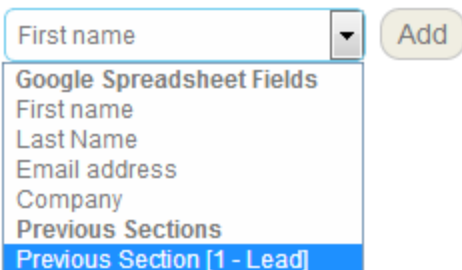 First name
Add
Google Spreadsheet Fields
First name
Last Name
Email address
Company
Previous Sections
Previous Section [1 - Lead]